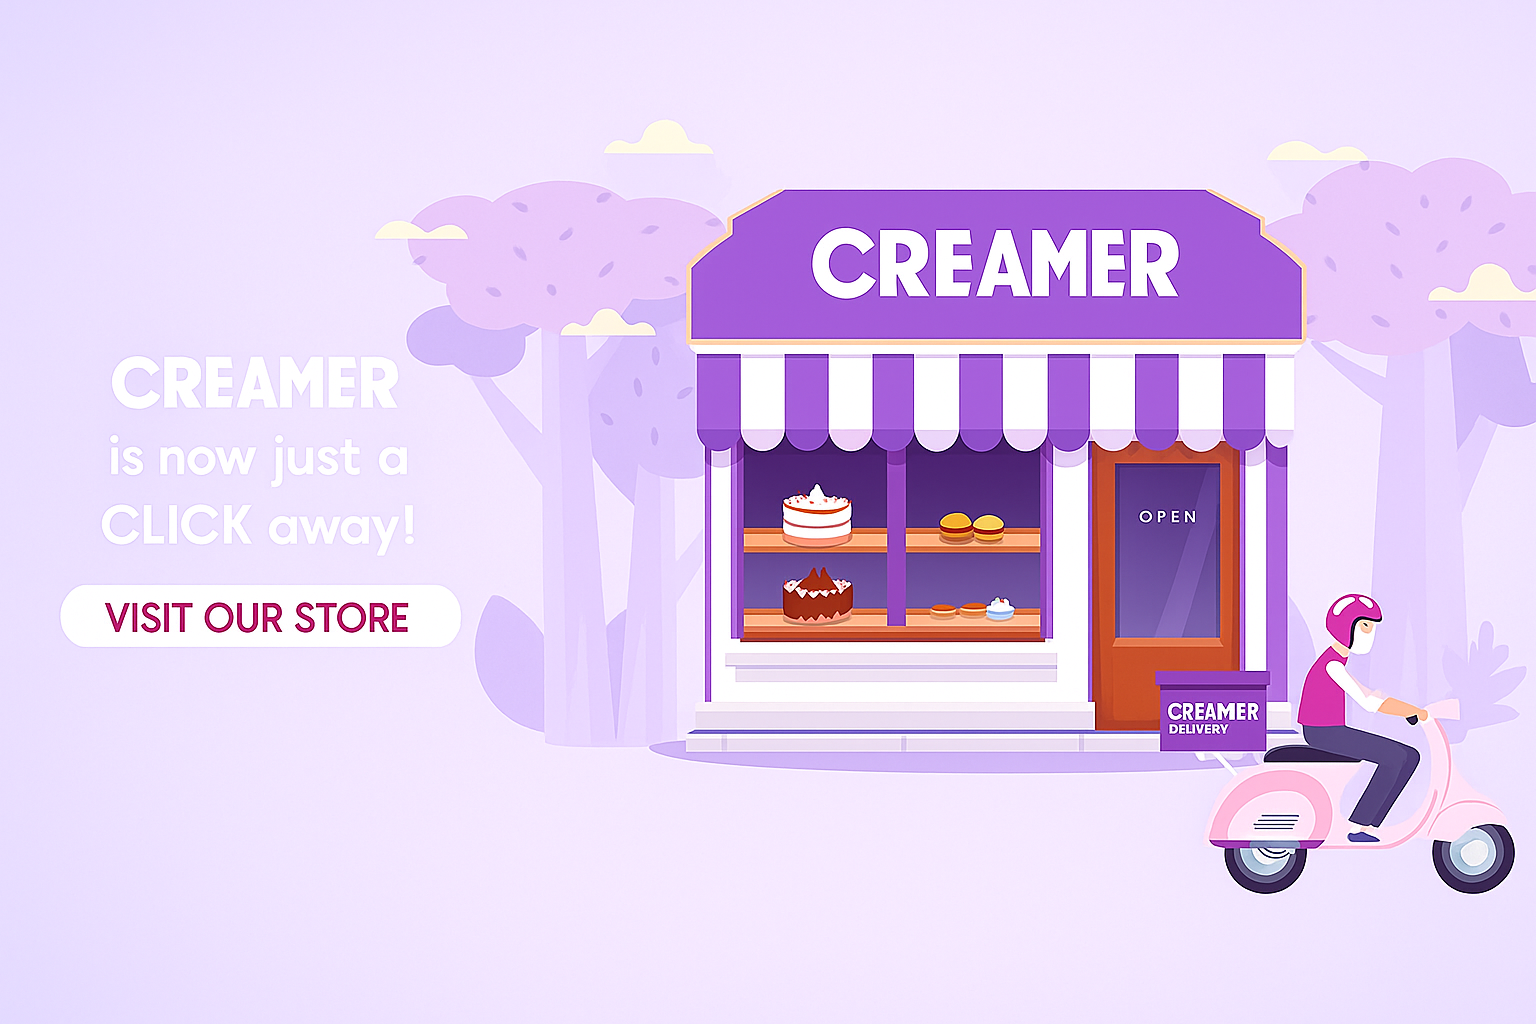 CREAMER
is now just a
CLICK away!
VISIT OUR STORE
CREAMER
OPEN
CREAMER
DELIVERY